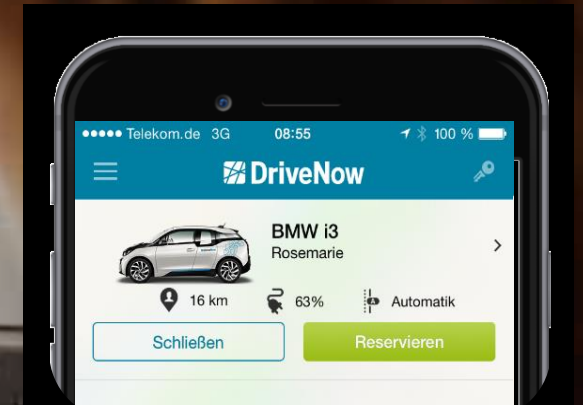 Telekom.de 3G 08:55 100 %
DriveNow
BMW i3
Rosemarie
16 km 63% A Automatik
Schließen Reservieren